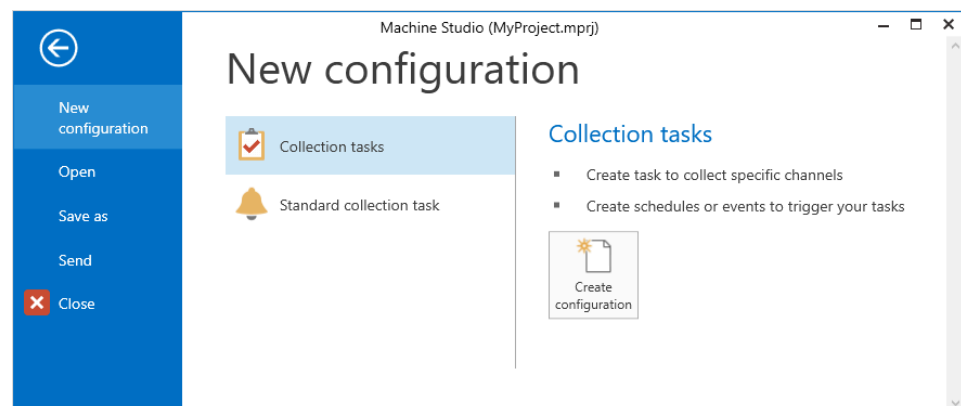 Machine Studio (MyProject.mprj)
New configuration
New
configuration
Open
Save as
Send
Close
Collection tasks
Standard collection task
Collection tasks
Create task to collect specific channels
Create schedules or events to trigger your tasks
Create
configuration